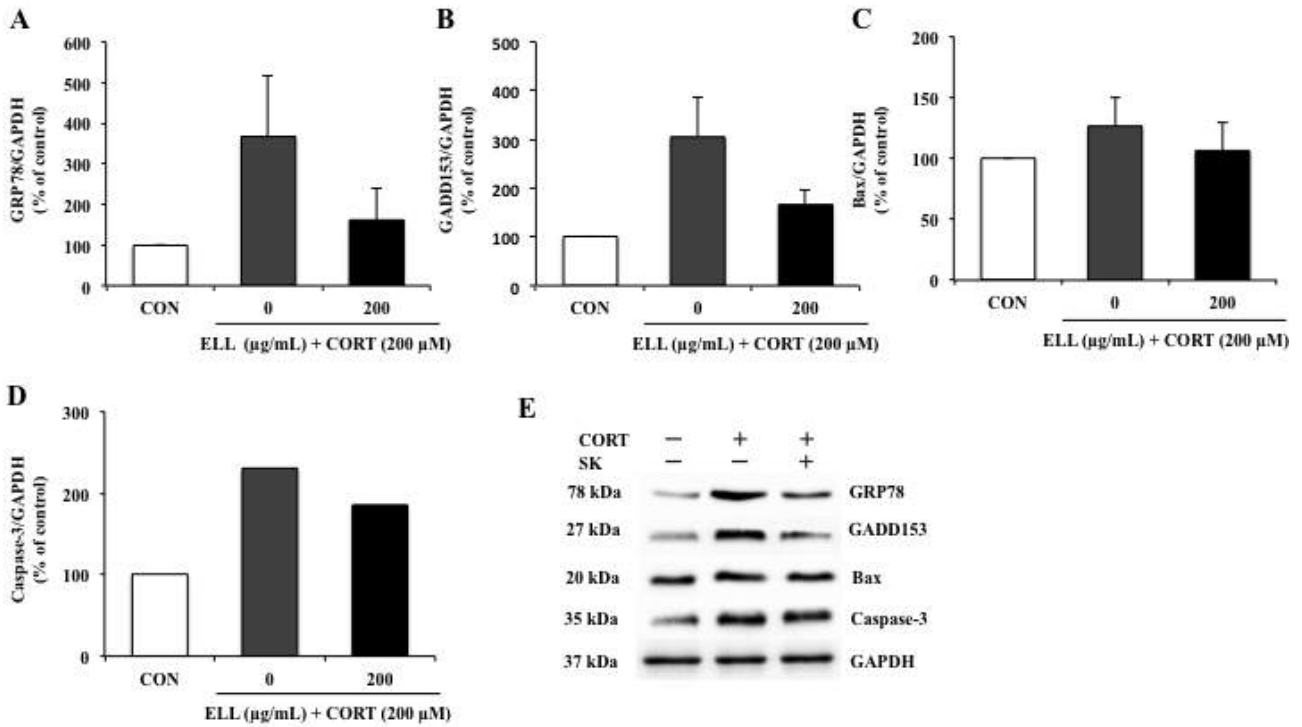 A
GRP78/GAPDH
(% of control)
600
500
400
300
200
100
0
CON
0
200
ELL (µg/mL) + CORT (200 µM)
B
GADD153/GAPDH
(% of control)
500
400
300
200
100
0
CON
0
200
ELL (µg/mL) + CORT (200 µM)
C
Bax/GAPDH
(% of control)
200
150
100
50
0
CON
0
200
ELL (µg/mL) + CORT (200 µM)
D
Caspase-3/GAPDH
(% of control)
300
200
100
0
CON
0
200
ELL (µg/mL) + CORT (200 µM)
E
CORT − + +
SK − − +
78 kDa GRP78
27 kDa GADD153
20 kDa Bax
35 kDa Caspase-3
37 kDa GAPDH